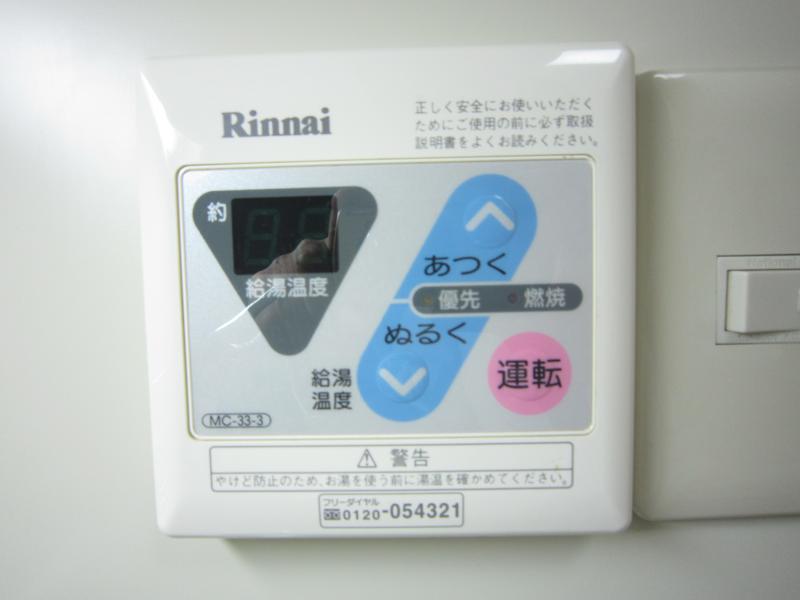 Rinnai
正しく安全にお使いいただく
ためにご使用の前に必ず取扱
説明書をよくお読みください。
約
給湯温度
あつく
優先 燃焼
ぬるく
給湯
温度
運転
MC-33-3
⚠ 警告
やけど防止のため、お湯を使う前に湯温を確かめてください。
フリーダイヤル
0120-054321
National